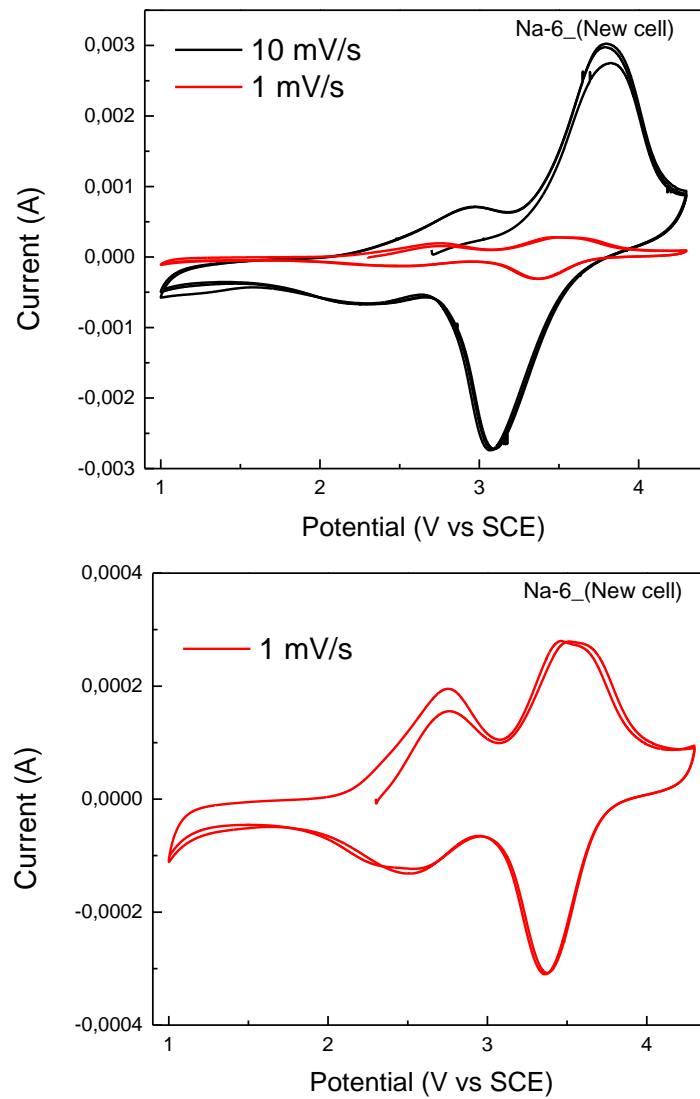 Na-6_(New cell)
10 mV/s
1 mV/s
0,003
0,002
0,001
0,000
-0,001
-0,002
-0,003
Current (A)
1 2 3 4
Potential (V vs SCE)
Na-6_(New cell)
1 mV/s
0,0004
0,0002
0,0000
-0,0002
-0,0004
Current (A)
1 2 3 4
Potential (V vs SCE)